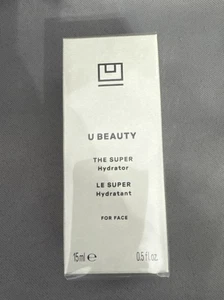 U BEAUTY
THE SUPER
Hydrator
LE SUPER
Hydratant
FOR FACE
15ml ℮ 0.5 fl. oz.